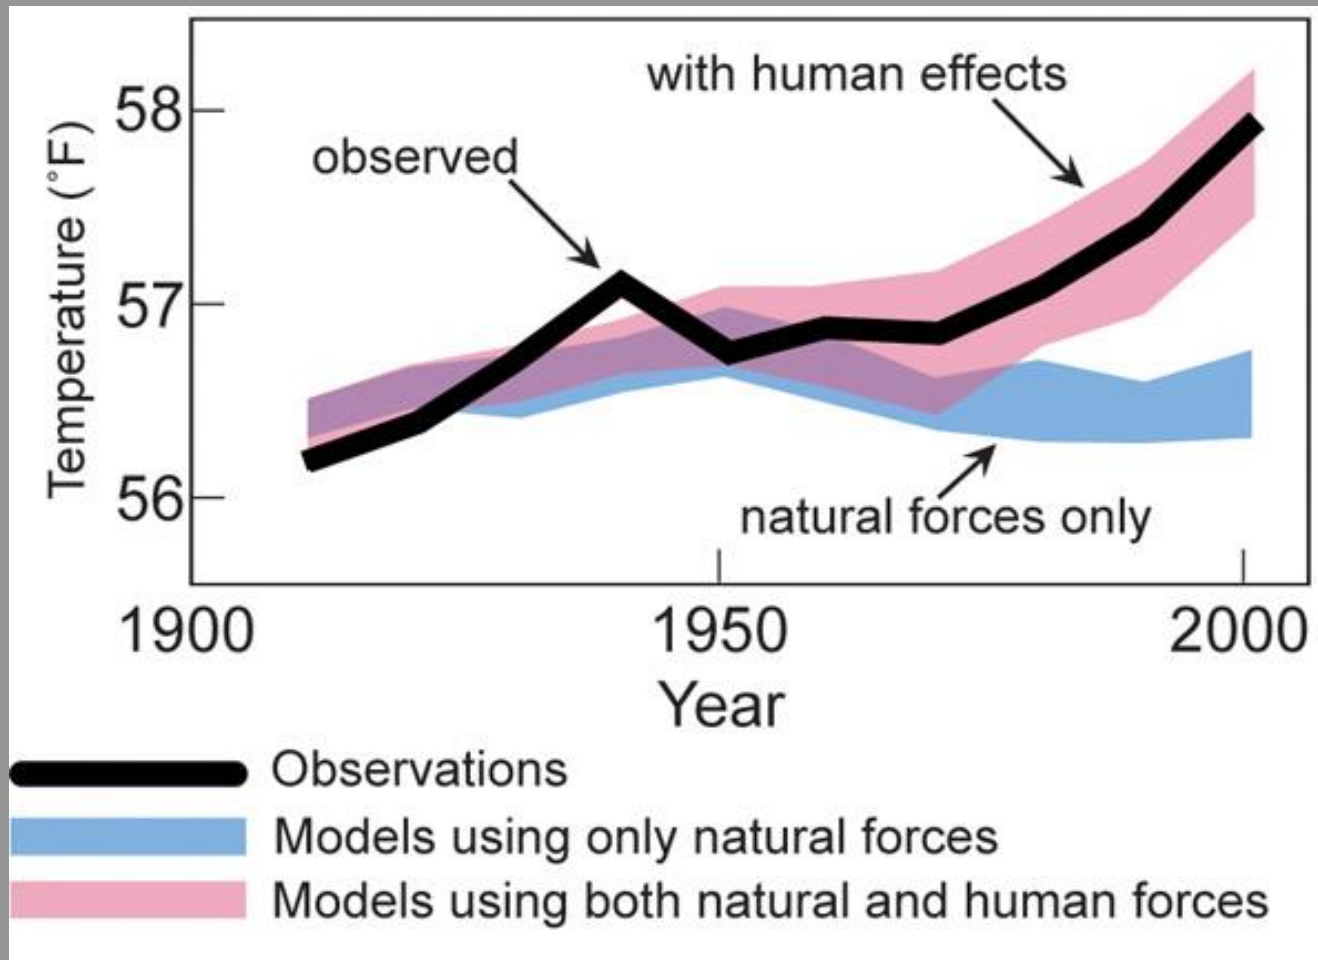 with human effects
58
observed
57
56
Temperature (°F)
natural forces only
1900 1950 2000
Year
Observations
Models using only natural forces
Models using both natural and human forces